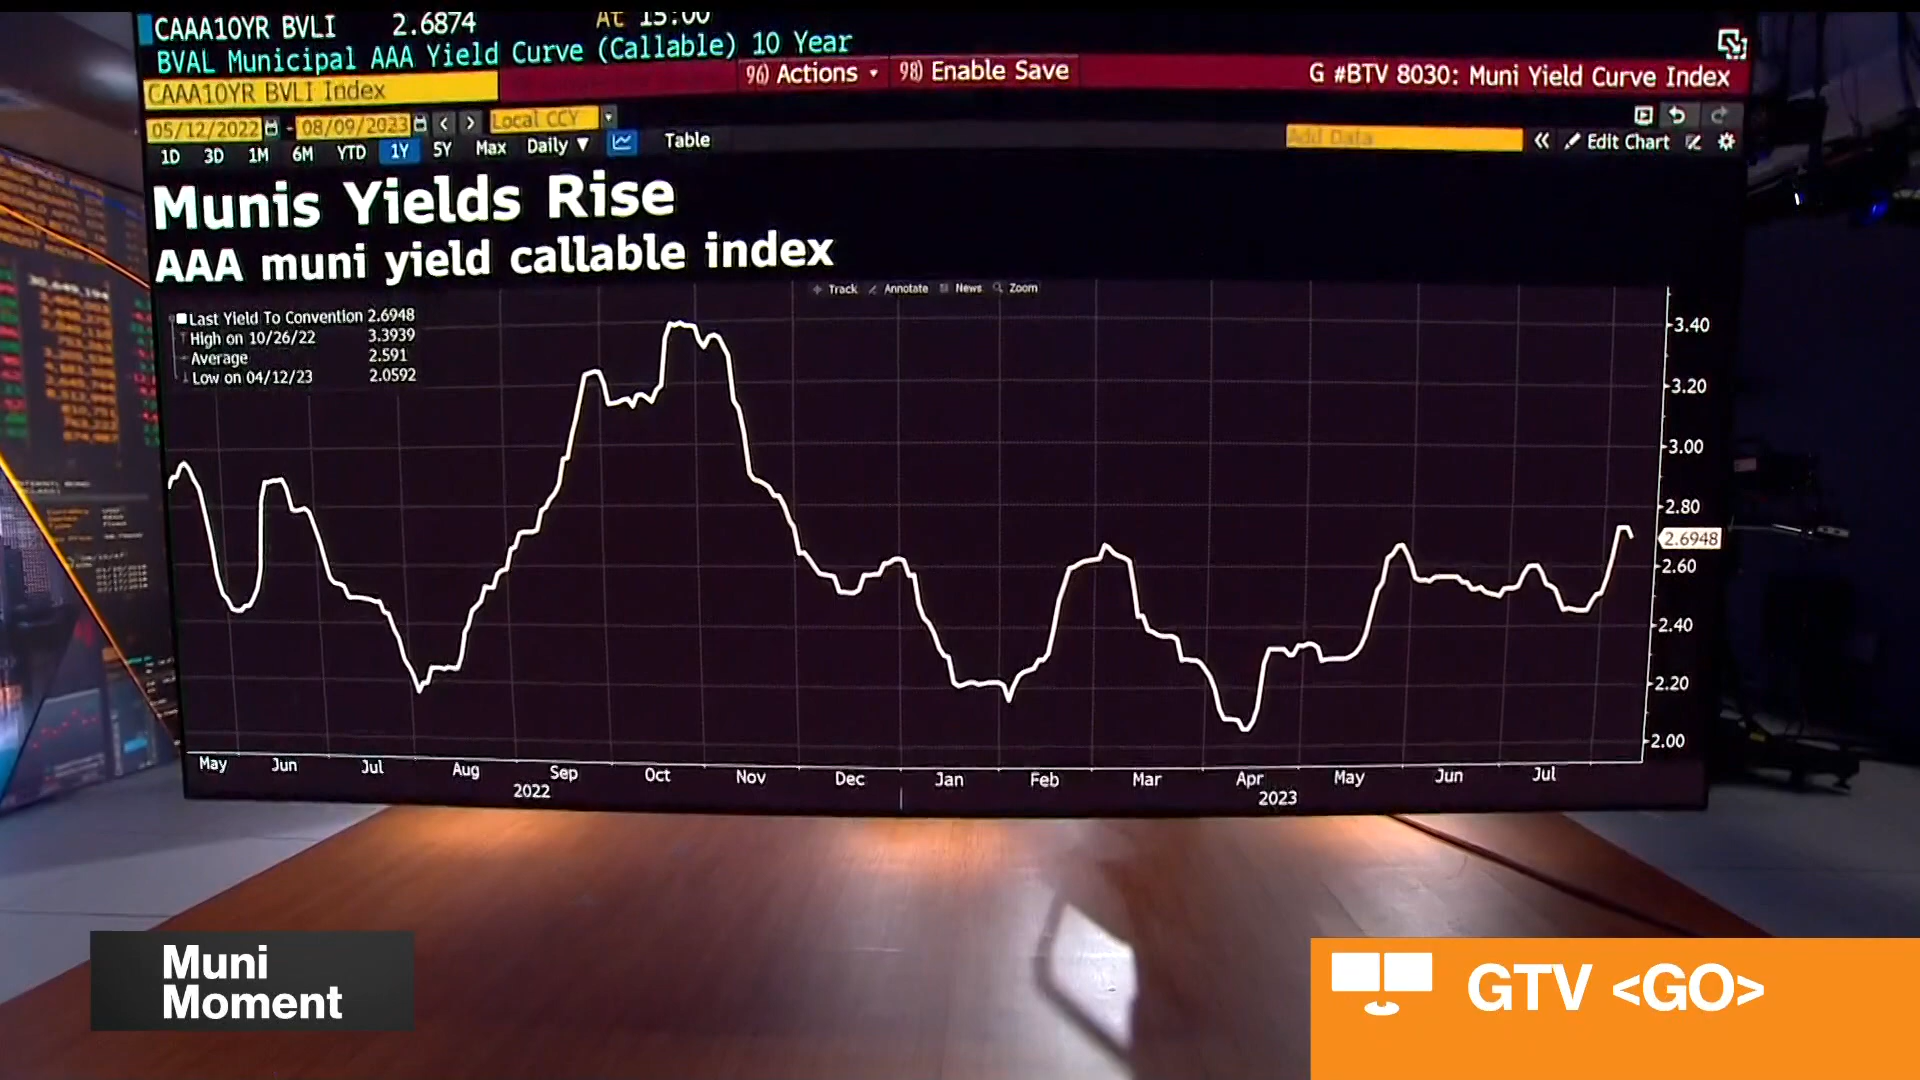 CAAA10YR BVLI 2.6874 At 15:00
BVAL Municipal AAA Yield Curve (Callable) 10 Year
CAAA10YR BVLI Index 96) Actions 98) Enable Save G #BTV 8030: Muni Yield Curve Index
05/12/2022 - 08/09/2023 Local CCY
1D 3D 1M 6M YTD 1Y 5Y Max Daily Table Add Data Edit Chart
Munis Yields Rise
AAA muni yield callable index
Track Annotate News Zoom
Last Yield To Convention 2.6948
High on 10/26/22 3.3939
Average 2.591
Low on 04/12/23 2.0592
3.40
3.20
3.00
2.80
2.6948
2.60
2.40
2.20
2.00
May Jun Jul Aug Sep Oct Nov Dec Jan Feb Mar Apr May Jun Jul
2022 2023
Muni
Moment
GTV <GO>